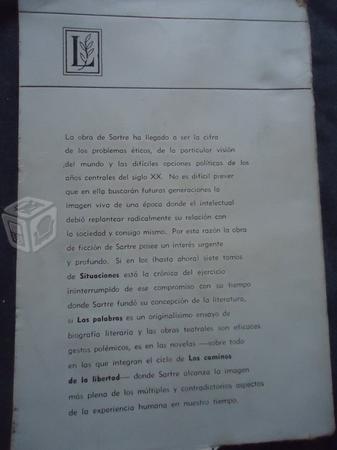 L
La obra de Sartre ha llegado a ser la cifra
de los problemas éticos, de la particular visión
del mundo y las difíciles opciones políticas de los
años centrales del siglo XX. No es difícil prever
que en ella buscarán futuras generaciones la
imagen viva de una época donde el intelectual
debió replantear radicalmente su relación con
la sociedad y consigo mismo. Por esta razón la obra
de ficción de Sartre posee un interés urgente
y profundo. Si en los (hasta ahora) siete tomos
de Situaciones está la crónica del ejercicio
ininterrumpido de ese compromiso con su tiempo
donde Sartre fundó su concepción de la literatura,
si Las palabras es un originalísimo ensayo de
biografía literaria y las obras teatrales son eficaces
gestos polémicos, es en las novelas —sobre todo
en las que integran el ciclo de Los caminos
de la libertad— donde Sartre alcanza la imagen
más plena de los múltiples y contradictorios aspectos
de la experiencia humana en nuestro tiempo.